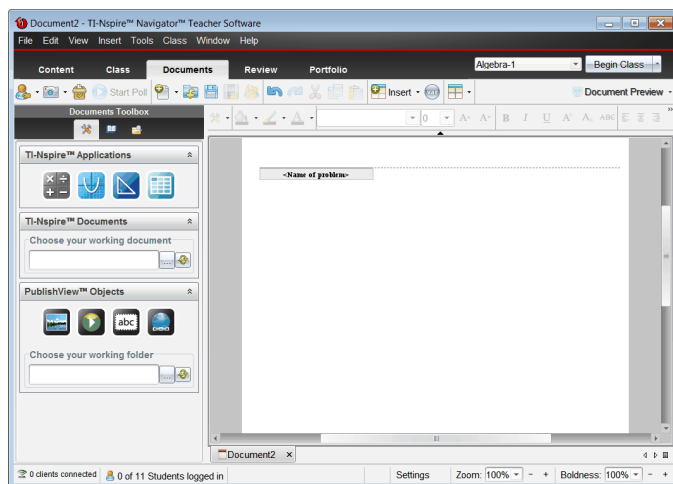 Document2 - TI-Nspire™ Navigator™ Teacher Software
File Edit View Insert Tools Class Window Help
Content Class Documents Review Portfolio
Algebra-1 Begin Class
Start Poll Insert Document Preview
Documents Toolbox
0 A A B I U A A ABC
TI-Nspire™ Applications
TI-Nspire™ Documents
Choose your working document
...
PublishView™ Objects
abc
Choose your working folder
...
<Name of problem>
Document2 ×
0 clients connected 0 of 11 Students logged in Settings Zoom: 100% - + Boldness: 100% - +